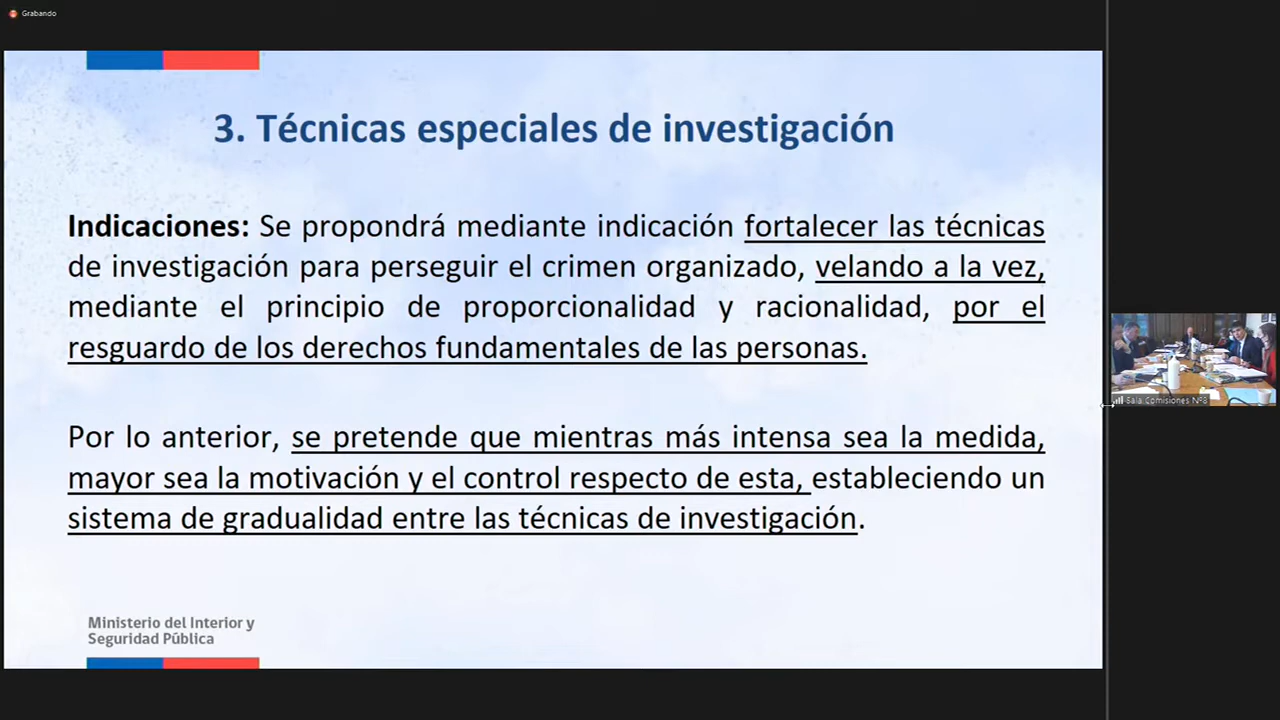 Grabando
3. Técnicas especiales de investigación
Indicaciones: Se propondrá mediante indicación fortalecer las técnicas
de investigación para perseguir el crimen organizado, velando a la vez,
mediante el principio de proporcionalidad y racionalidad, por el
resguardo de los derechos fundamentales de las personas.
Por lo anterior, se pretende que mientras más intensa sea la medida,
mayor sea la motivación y el control respecto de esta, estableciendo un
sistema de gradualidad entre las técnicas de investigación.
Sala Comisiones Nº8
Ministerio del Interior y
Seguridad Pública